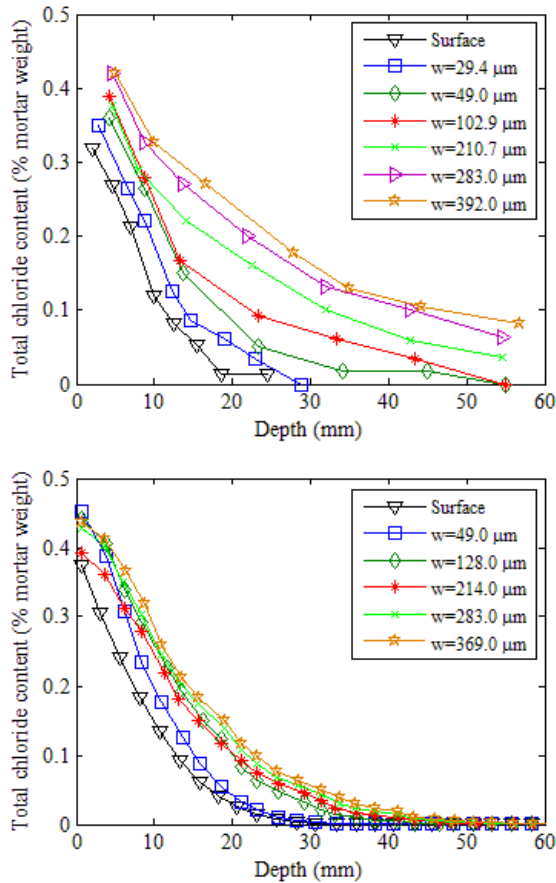 Total chloride content (% mortar weight)
0.5
0.4
0.3
0.2
0.1
0
0 10 20 30 40 50 60
Depth (mm)
Surface
w=29.4 µm
w=49.0 µm
w=102.9 µm
w=210.7 µm
w=283.0 µm
w=392.0 µm
Total chloride content (% mortar weight)
0.5
0.4
0.3
0.2
0.1
0
0 10 20 30 40 50 60
Depth (mm)
Surface
w=49.0 µm
w=128.0 µm
w=214.0 µm
w=283.0 µm
w=369.0 µm